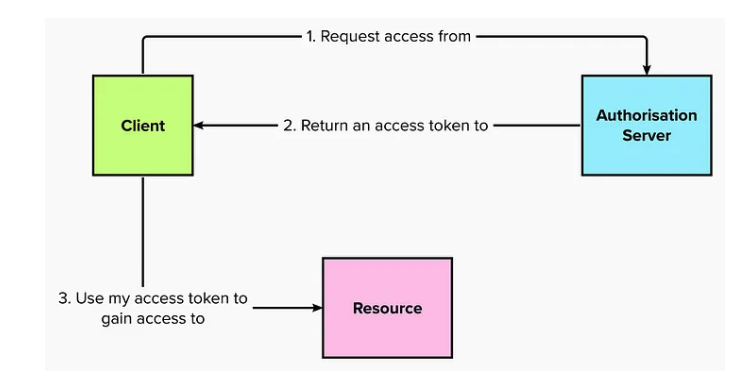 1. Request access from
Client
2. Return an access token to
Authorisation
Server
3. Use my access token to
gain access to
Resource